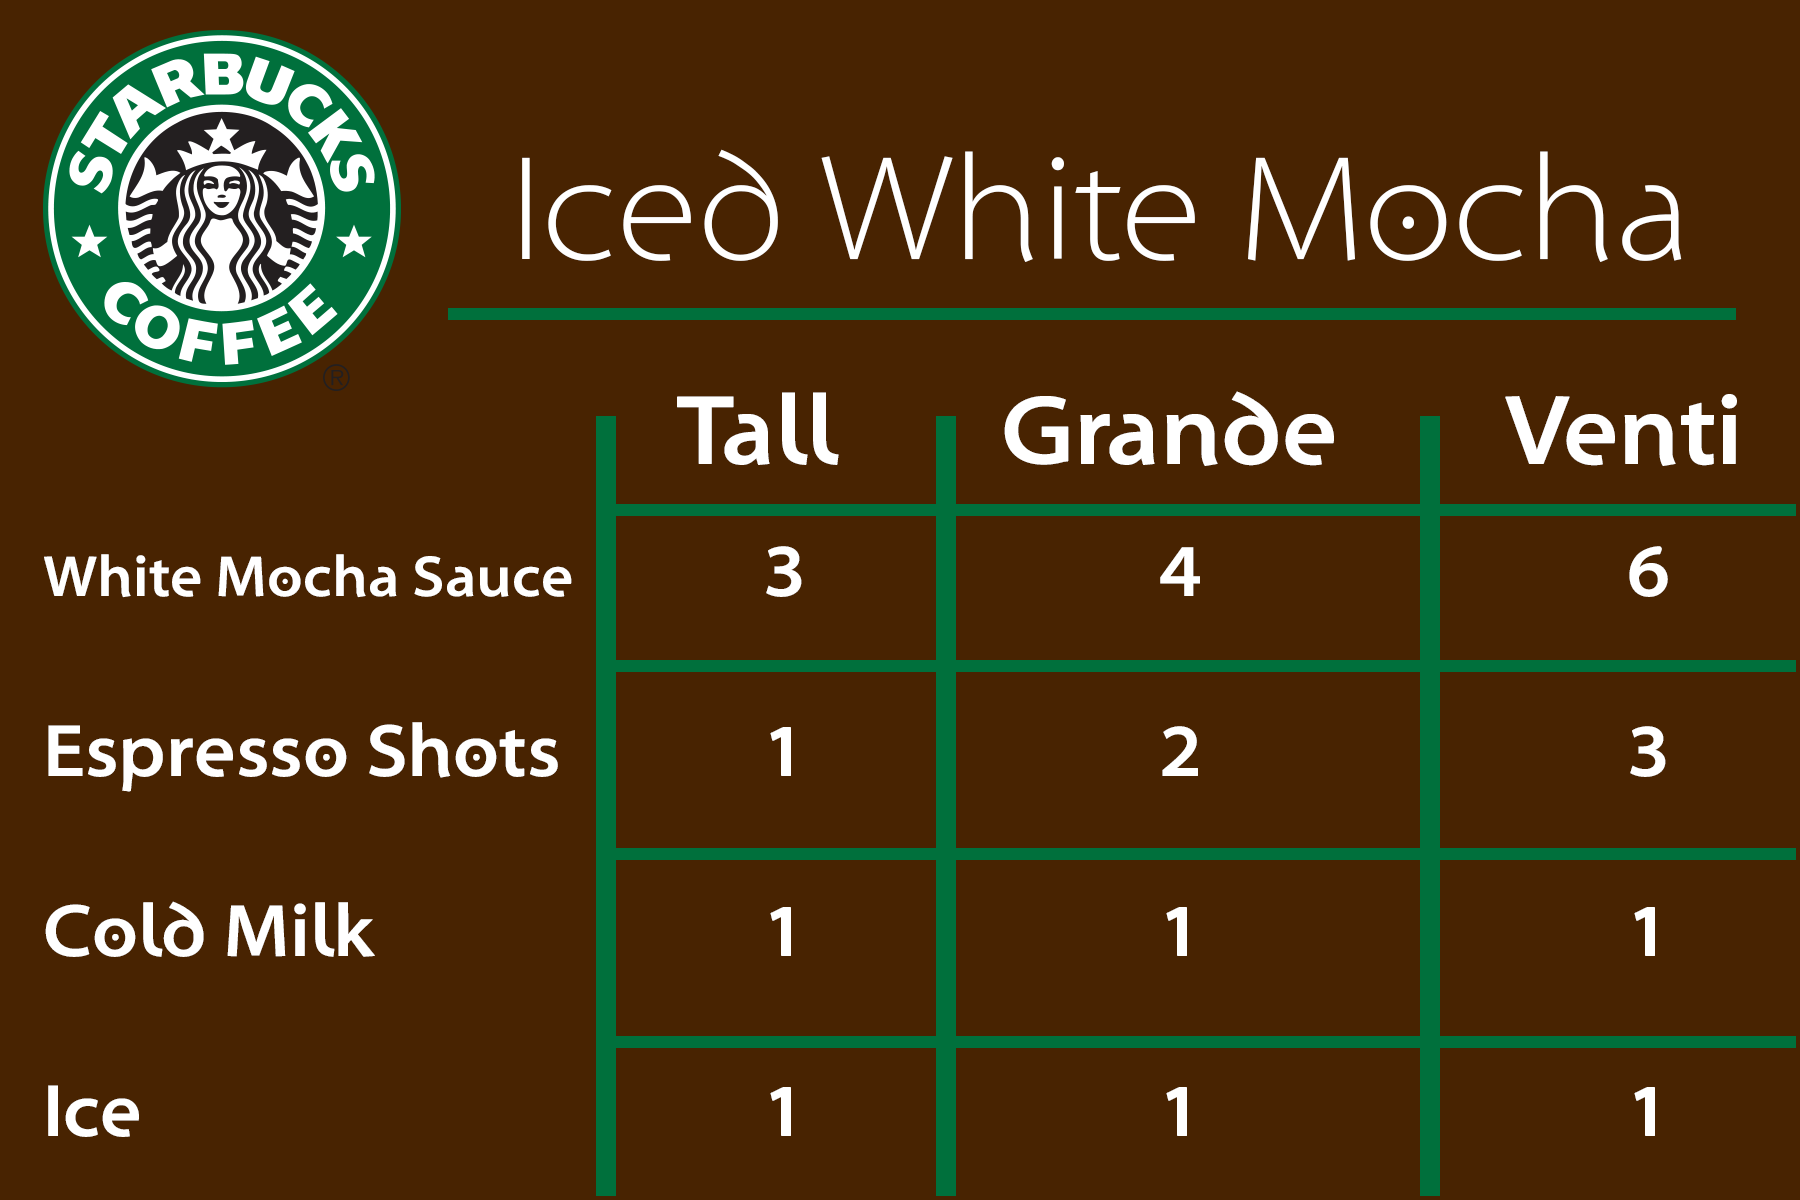 STARBUCKS
COFFEE
®
Iced White Mocha
Tall Grande Venti
White Mocha Sauce 3 4 6
Espresso Shots 1 2 3
Cold Milk 1 1 1
Ice 1 1 1